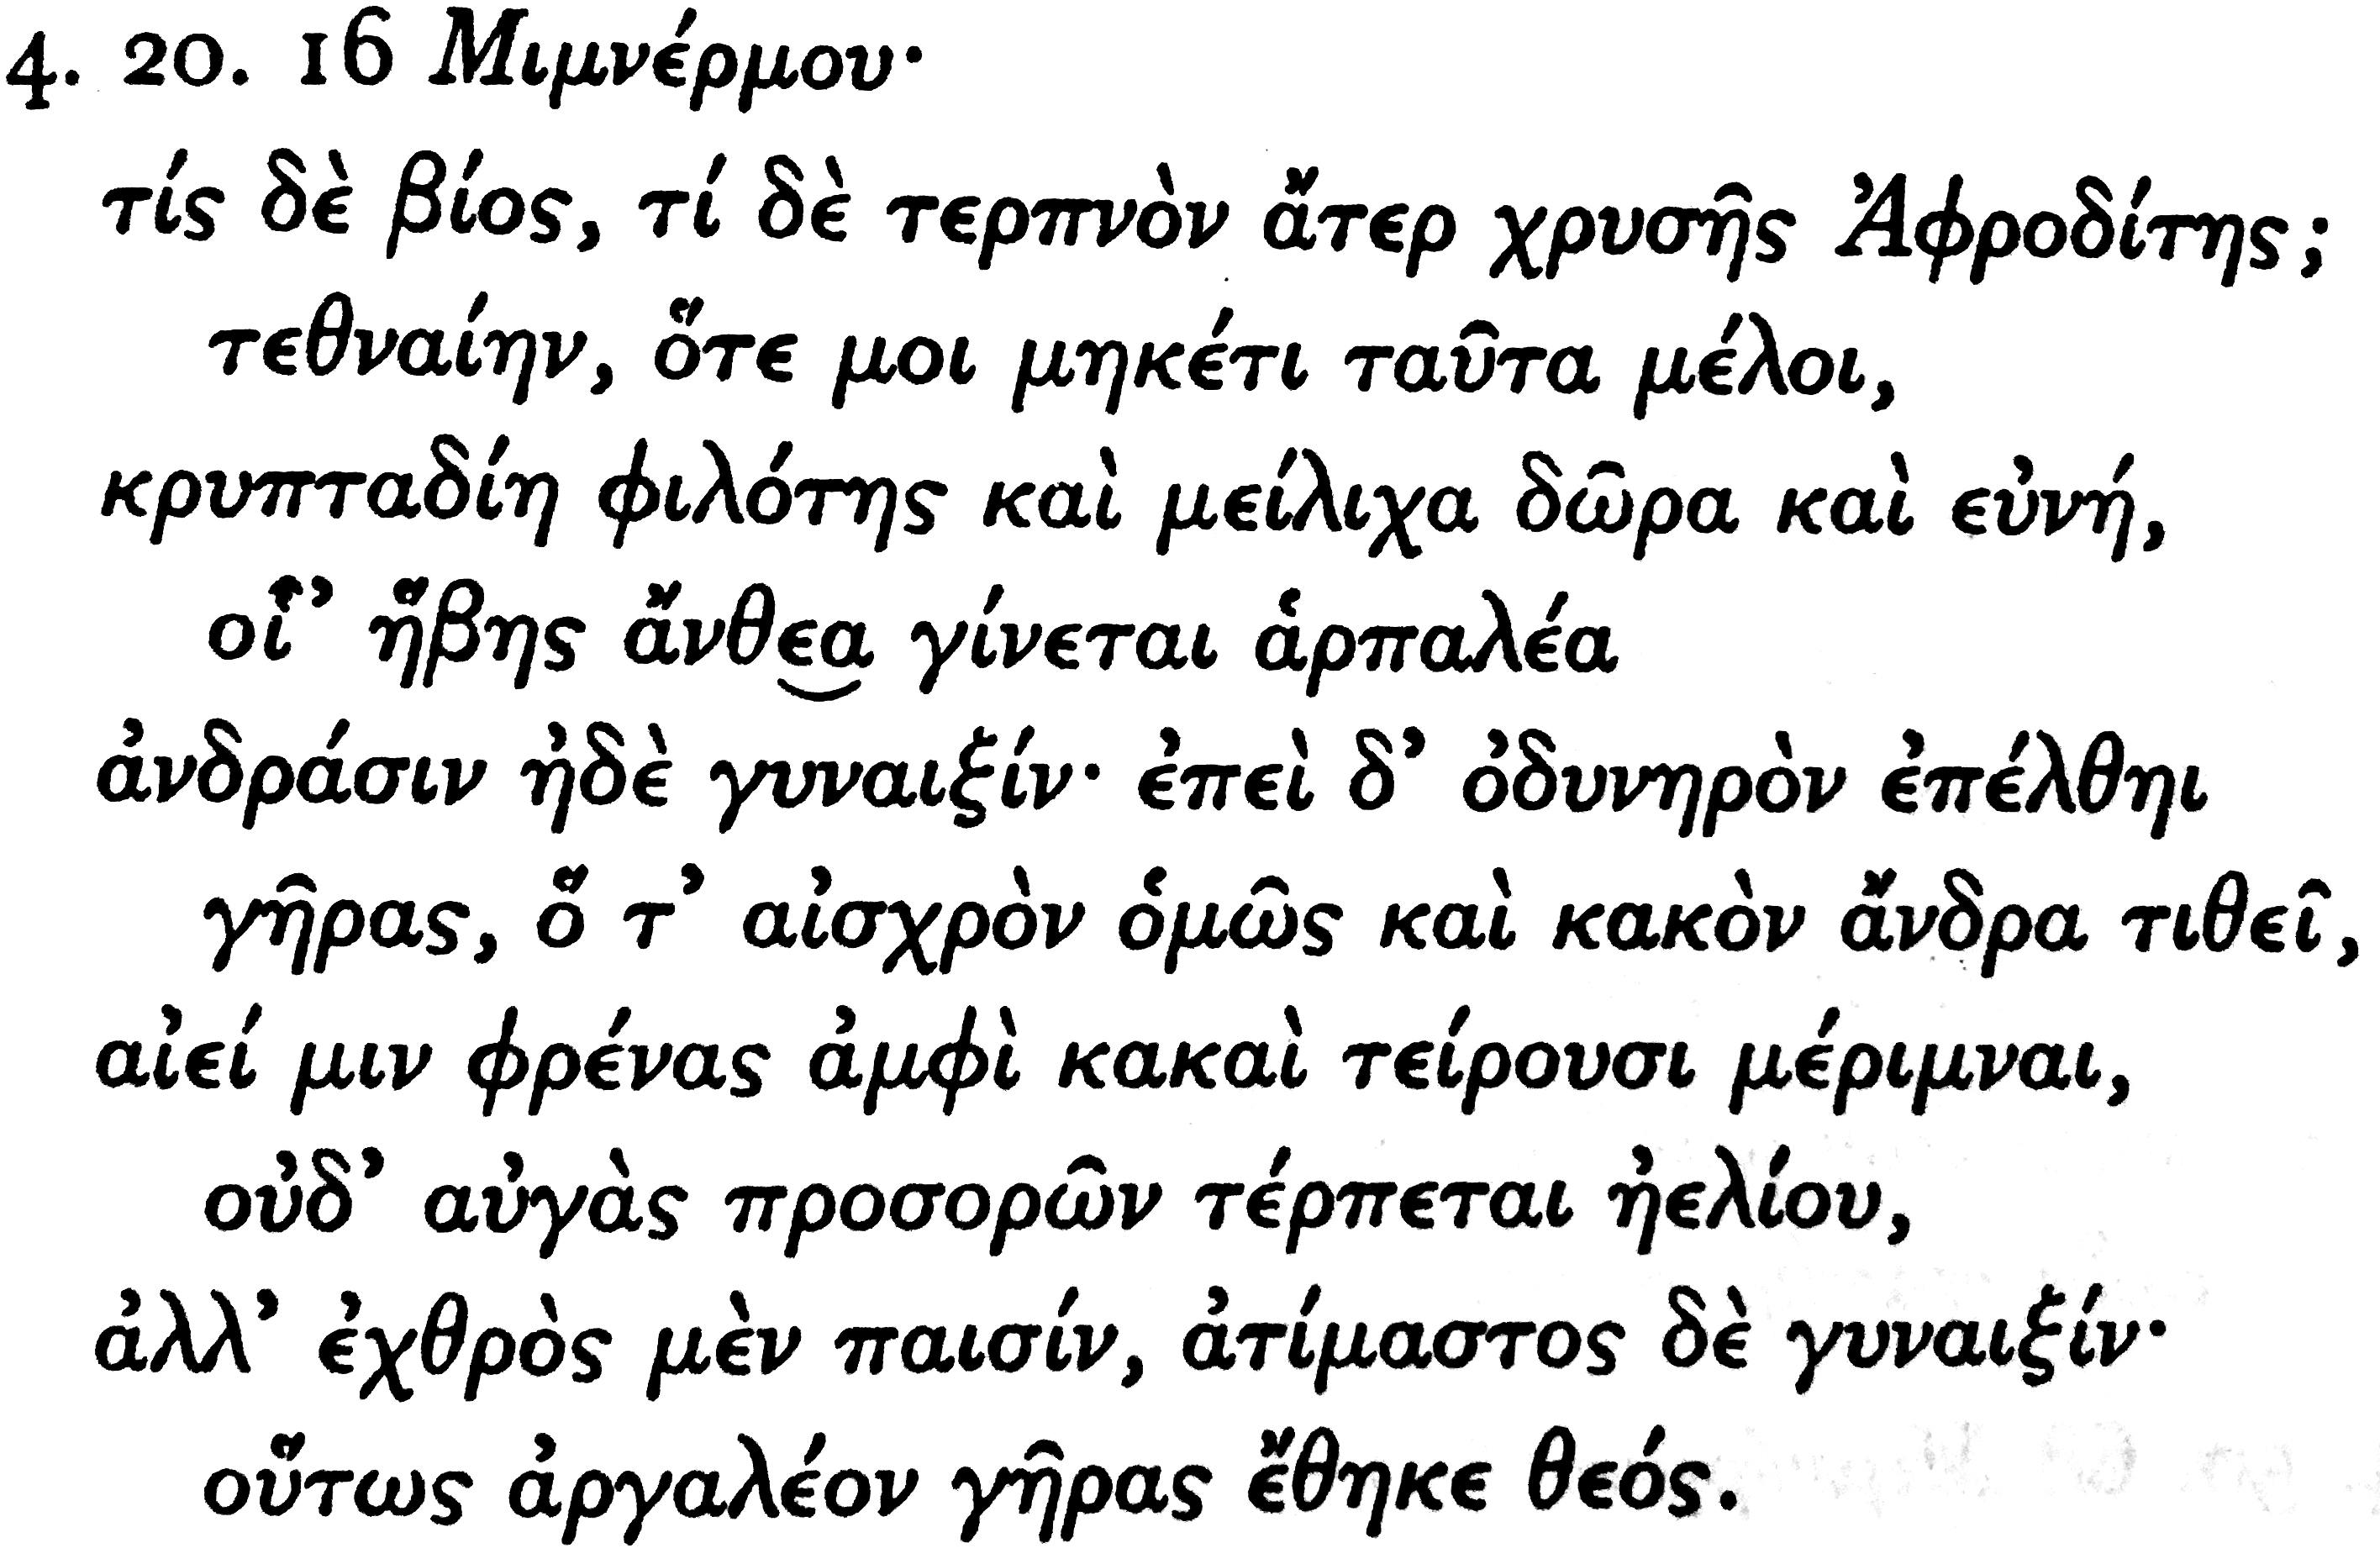 4. 20. 16 Μιμνέρμου·
τίς δὲ βίος, τί δὲ τερπνὸν ἄτερ χρυσῆς Ἀφροδίτης;
τεθναίην, ὅτε μοι μηκέτι ταῦτα μέλοι,
κρυπταδίη φιλότης καὶ μείλιχα δῶρα καὶ εὐνή,
οἷ’ ἥβης ἄνθεα γίνεται ἁρπαλέα
ἀνδράσιν ἠδὲ γυναιξίν· ἐπεὶ δ’ ὀδυνηρὸν ἐπέλθηι
γῆρας, ὅ τ’ αἰσχρὸν ὁμῶς καὶ κακὸν ἄνδρα τιθεῖ,
αἰεί μιν φρένας ἀμφὶ κακαὶ τείρουσι μέριμναι,
οὐδ’ αὐγὰς προσορῶν τέρπεται ἠελίου,
ἀλλ’ ἐχθρὸς μὲν παισίν, ἀτίμαστος δὲ γυναιξίν·
οὕτως ἀργαλέον γῆρας ἔθηκε θεός.